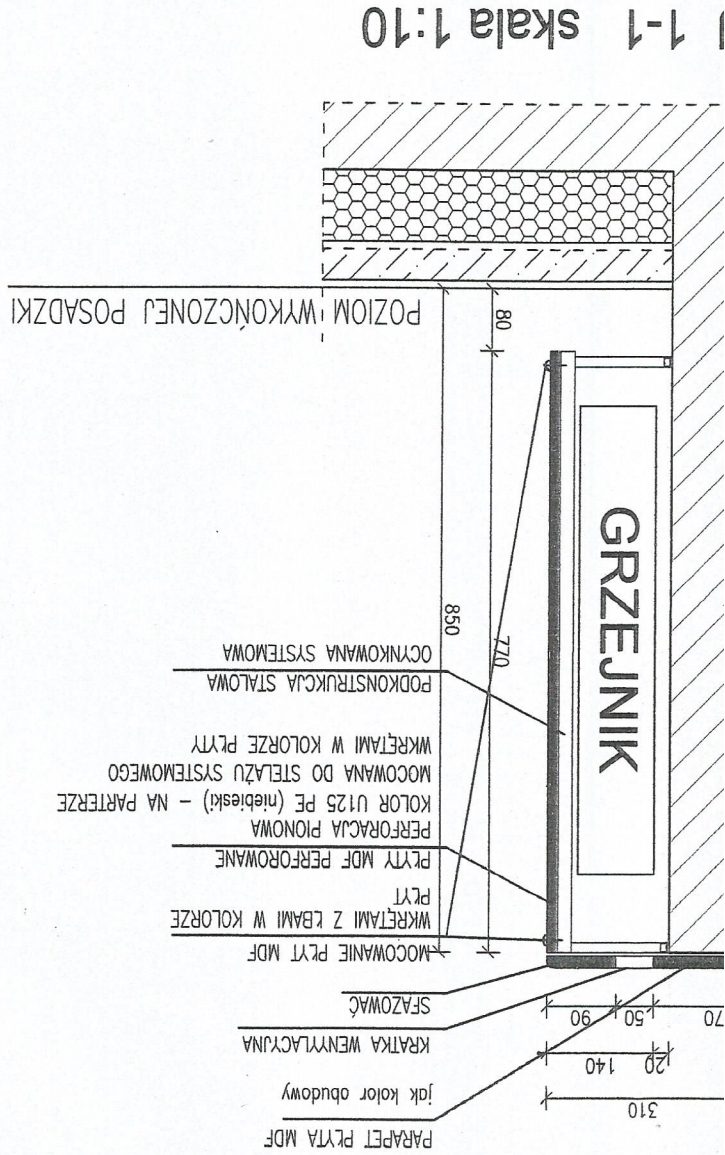 PARAPET PŁYTA MDF
jak kolor obudowy
KRATKA WENYLACYJNA
SFAZOWAĆ
MOCOWANIE PŁYT MDF
WKRĘTAMI Z ŁBAMI W KOLORZE
PŁYT
PŁYTY MDF PERFOROWANE
PERFORACJA PIONOWA
KOLOR U125 PE (niebieski) – NA PARTERZE
MOCOWANA DO STELAŻU SYSTEMOWEGO
WKRĘTAMI W KOLORZE PŁYTY
PODKONSTRUKCJA STALOWA
OCYNKOWANA SYSTEMOWA
310
20 140
70 50 90
GRZEJNIK
770
850
80
POZIOM WYKOŃCZONEJ POSADZKI
1-1 skala 1:10